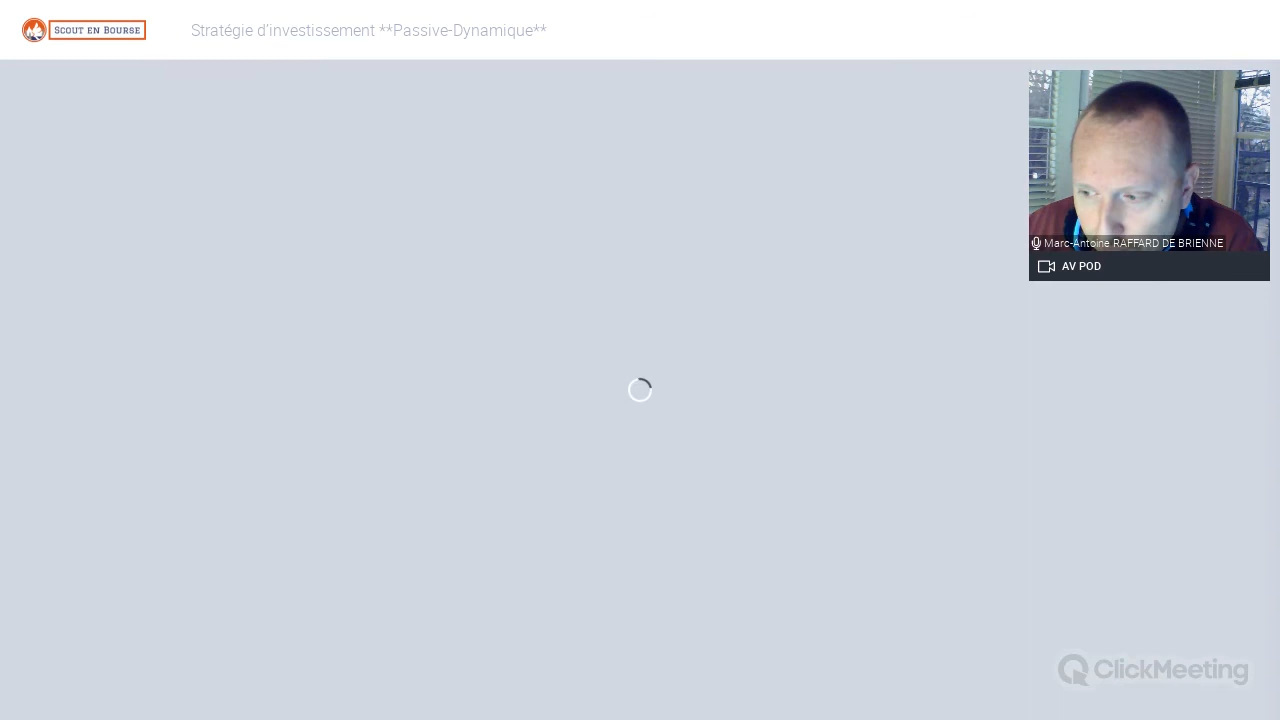 SCOUT EN BOURSE
Stratégie d'investissement **Passive-Dynamique**
Marc-Antoine RAFFARD DE BRIENNE
AV POD
ClickMeeting